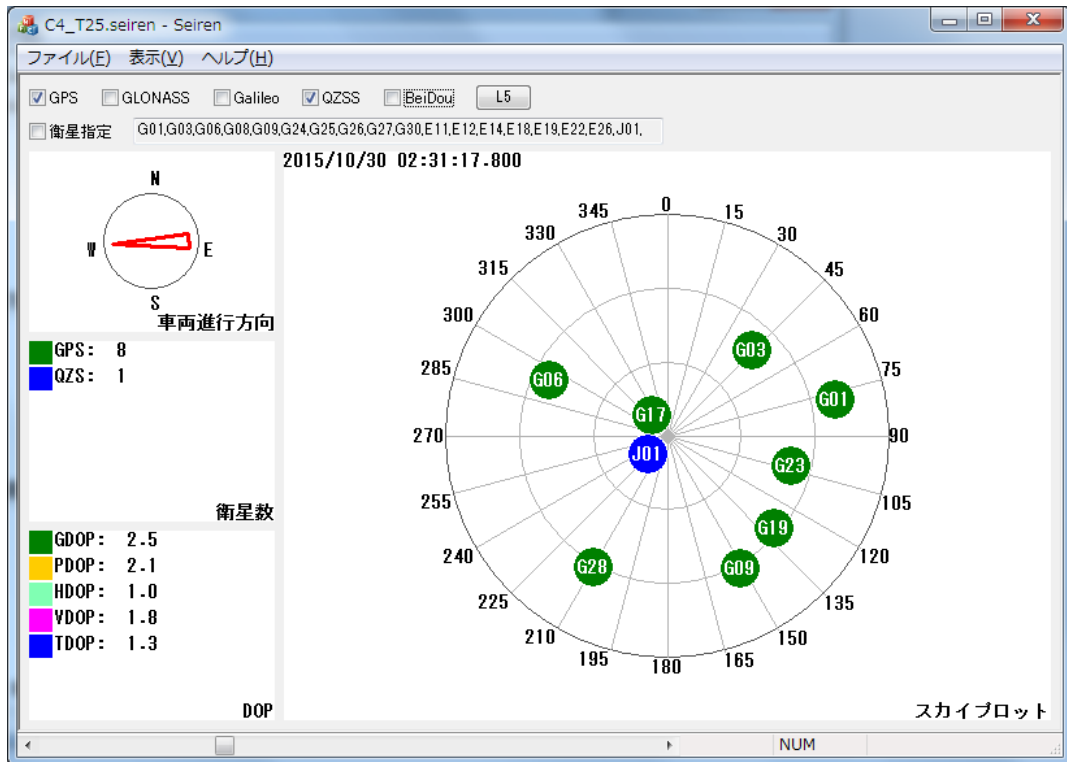 C4_T25.seiren - Seiren
ファイル(F) 表示(V) ヘルプ(H)
GPS GLONASS Galileo QZSS BeiDou L5
衛星指定 G01,G03,G06,G08,G09,G24,G25,G26,G27,G30,E11,E12,E14,E18,E19,E22,E26,J01,
2015/10/30 02:31:17.800
N
W E
S
車両進行方向
GPS: 8
QZS: 1
衛星数
GDOP: 2.5
PDOP: 2.1
HDOP: 1.0
VDOP: 1.8
TDOP: 1.3
DOP
0
345 15
330 30
315 45
300 60
G03
285 75
G06
G01
G17
270 90
J01
G23
255 105
G19
240 120
G28 G09
225 135
210 150
195 165
180
スカイプロット
NUM